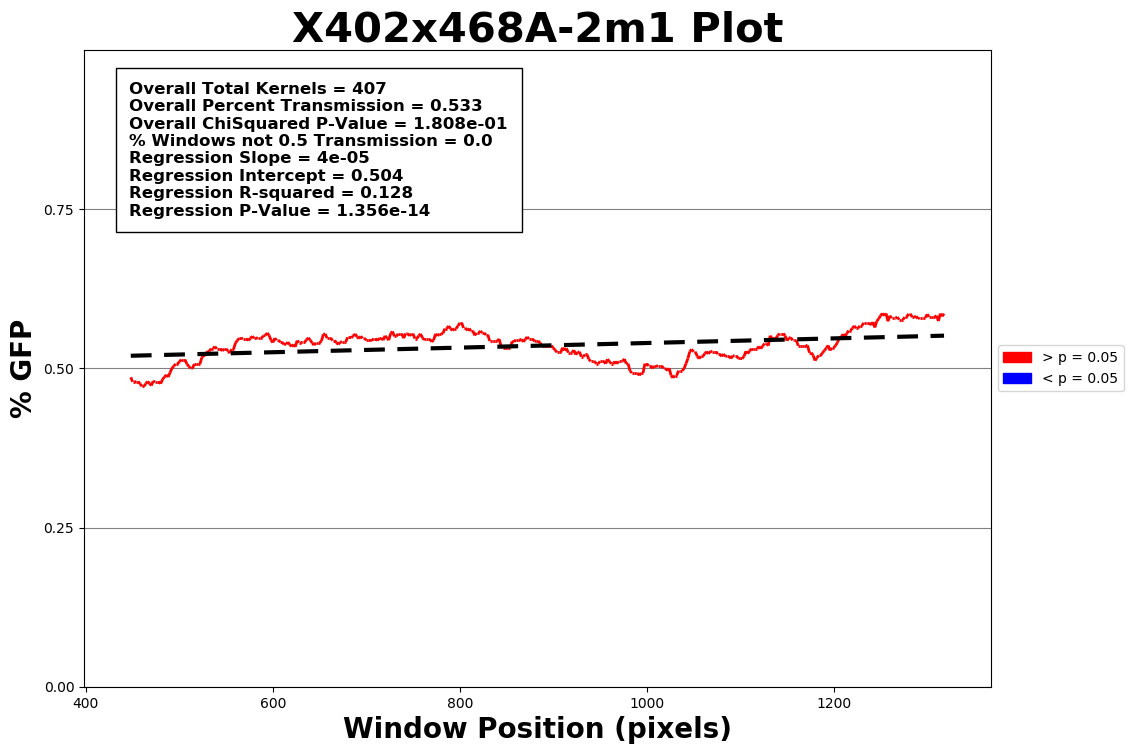 X402x468A-2m1 Plot
Overall Total Kernels = 407
Overall Percent Transmission = 0.533
Overall ChiSquared P-Value = 1.808e-01
% Windows not 0.5 Transmission = 0.0
Regression Slope = 4e-05
Regression Intercept = 0.504
Regression R-squared = 0.128
Regression P-Value = 1.356e-14
% GFP
0.75
0.50
0.25
0.00
400 600 800 1000 1200
Window Position (pixels)
> p = 0.05
< p = 0.05